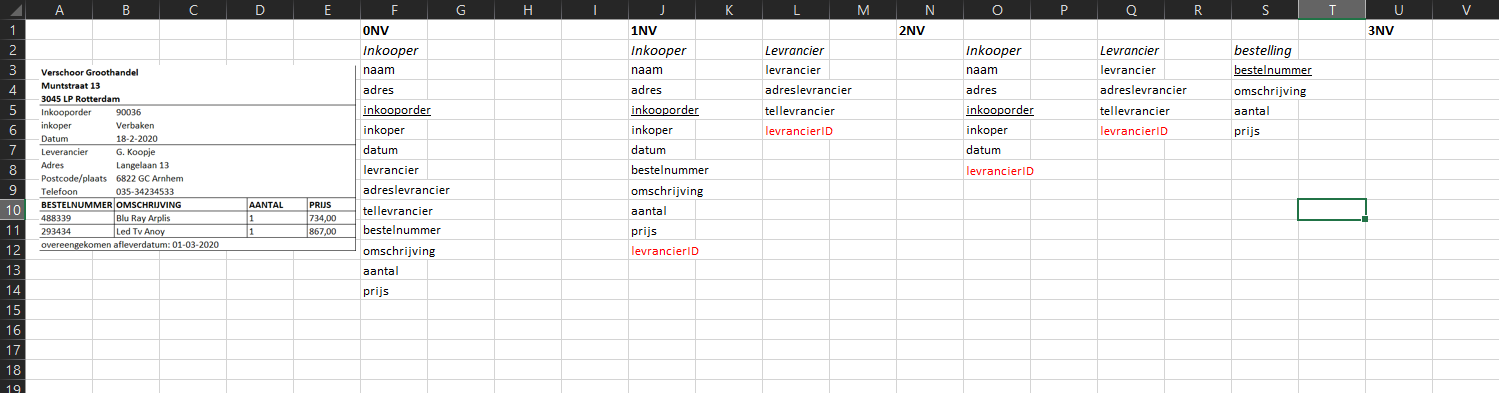 A B C D E F G H I J K L M N O P Q R S T U V
1 0NV 1NV 2NV 3NV
2 Inkooper Inkooper Levrancier Inkooper Levrancier bestelling
3 Verschoor Groothandel naam naam levrancier naam levrancier bestelnummer
Muntstraat 13
4 adres adres adreslevrancier adres adreslevrancier omschrijving
3045 LP Rotterdam
5 Inkooporder 90036 inkooporder inkooporder tellevrancier inkooporder tellevrancier aantal
6 inkoper Verbaken inkoper inkoper levrancierID inkoper levrancierID prijs
Datum 18-2-2020
7 Leverancier G. Koopje datum datum datum
8 Adres Langelaan 13 levrancier bestelnummer levrancierID
Postcode/plaats 6822 GC Arnhem
9 Telefoon 035-34234533 adreslevrancier omschrijving
10 BESTELNUMMER OMSCHRIJVING AANTAL PRIJS tellevrancier aantal
488339 Blu Ray Arplis 1 734,00
11 293434 Led Tv Anoy 1 867,00 bestelnummer prijs
12 overeengekomen afleverdatum: 01-03-2020 omschrijving levrancierID
13 aantal
14 prijs
15
16
17
18
19